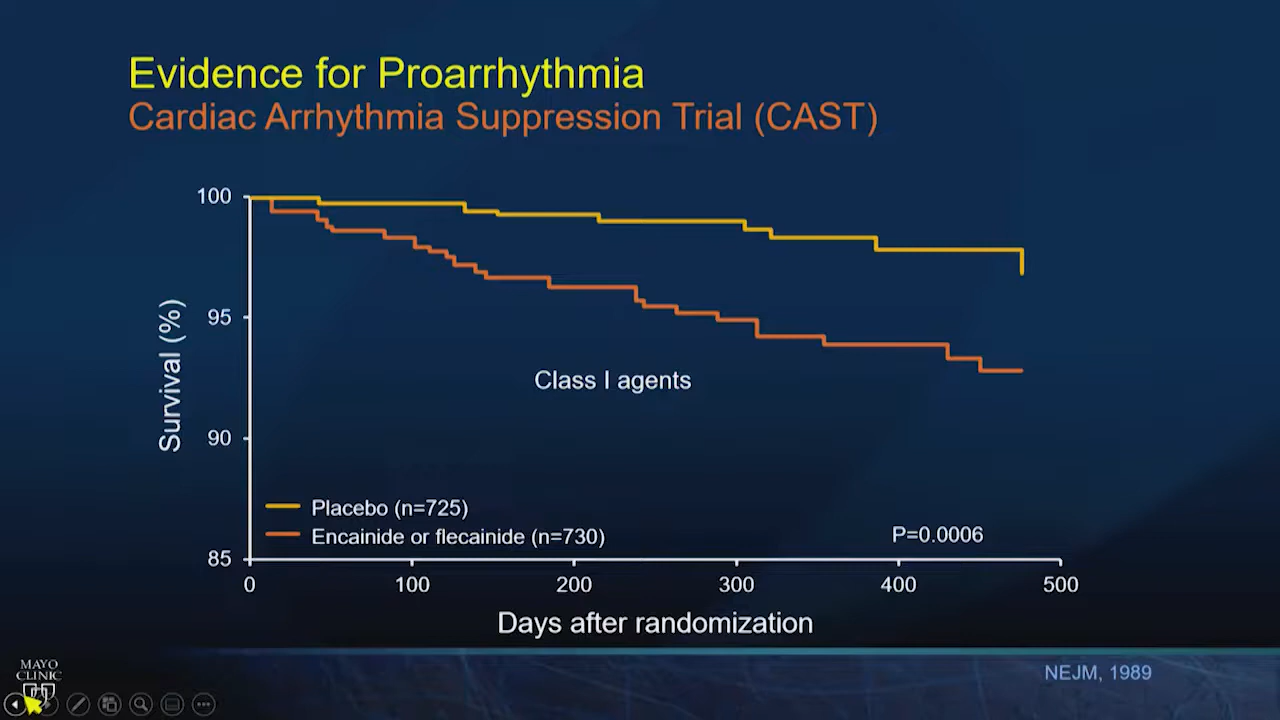 Evidence for Proarrhythmia
Cardiac Arrhythmia Suppression Trial (CAST)
100
95
90
85
Survival (%)
Class I agents
Placebo (n=725)
Encainide or flecainide (n=730)
P=0.0006
0 100 200 300 400 500
Days after randomization
MAYO
CLINIC
NEJM, 1989